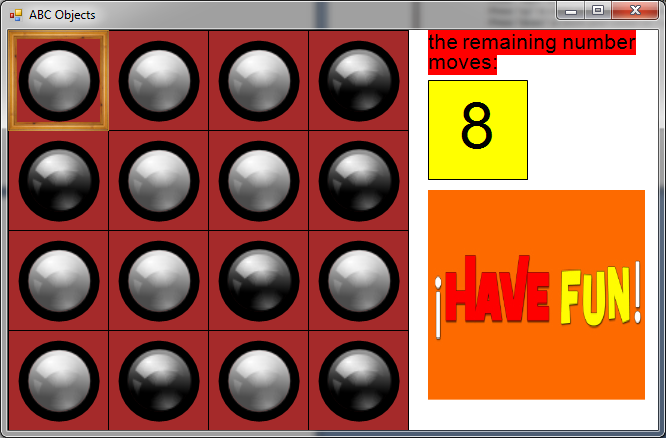 ABC Objects
the remaining number
moves:
8
¡HAVE FUN!